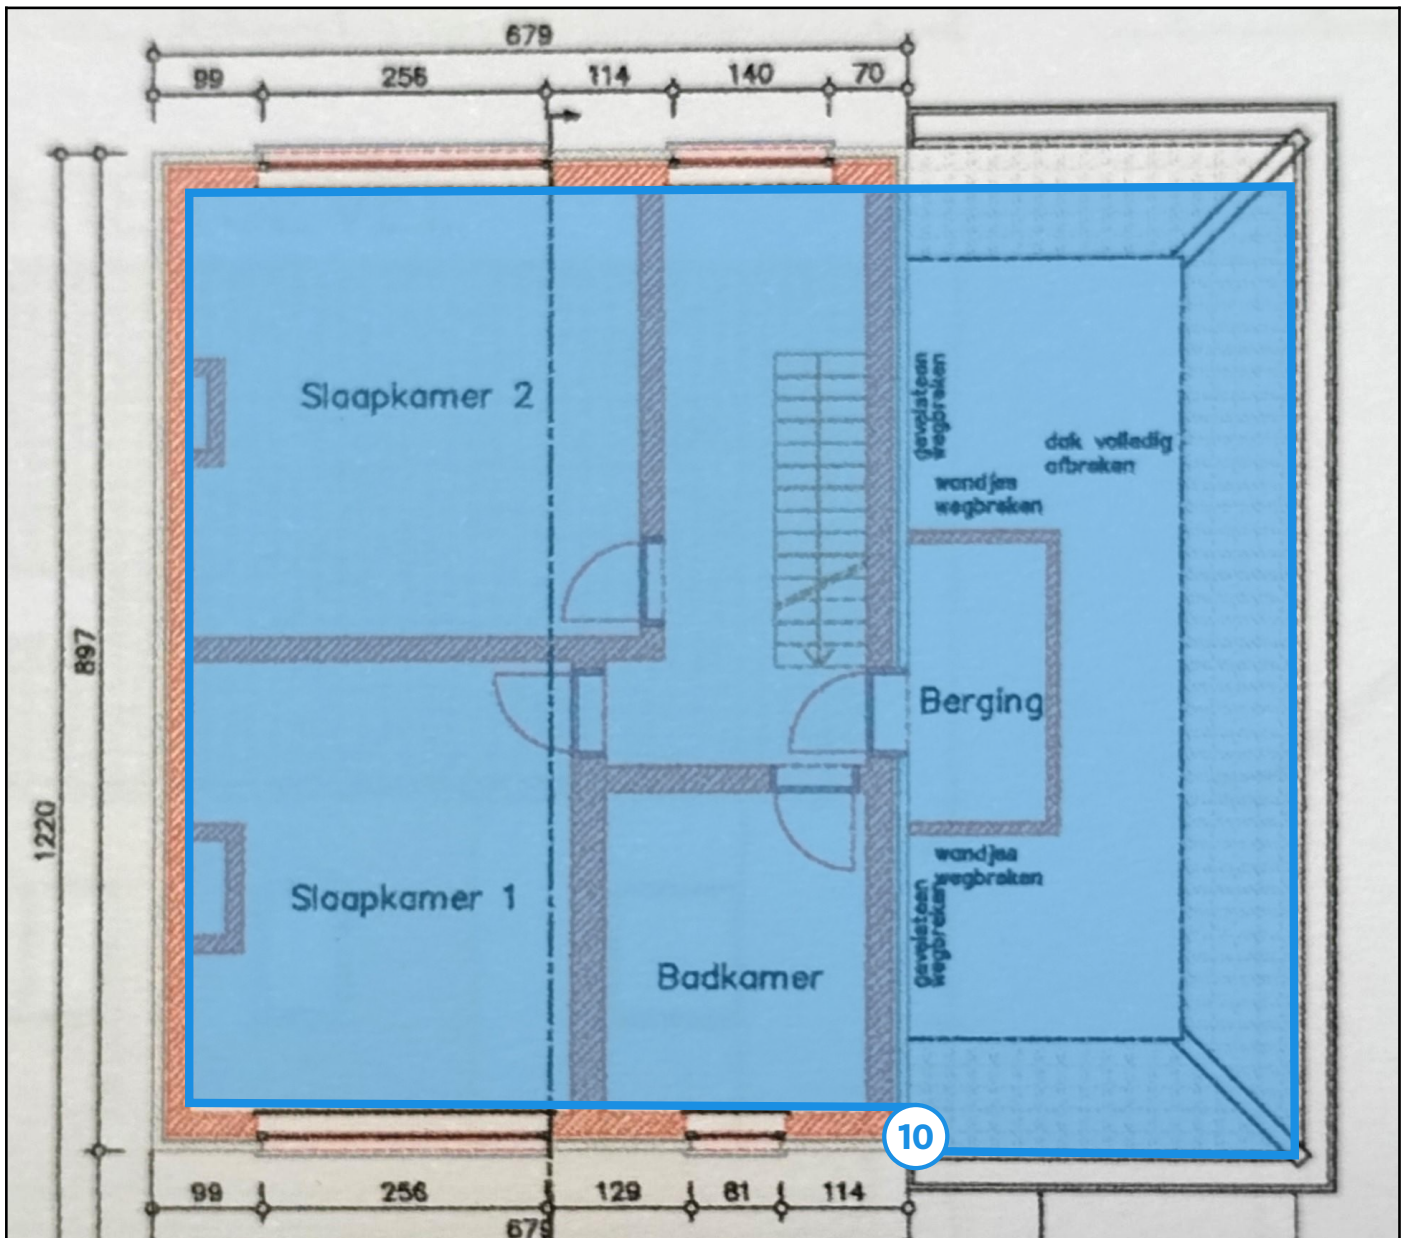 679
99 256 114 140 70
Slaapkamer 2
gevelsteen
wegbreken
dak volledig
afbreken
wandjes
wegbreken
897
Berging
1220
wandjes
wegbreken
gevelsteen
wegbreken
Slaapkamer 1
Badkamer
10
99 256 129 81 114
679